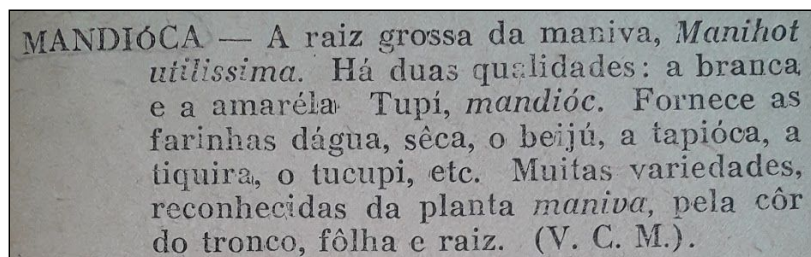 MANDIÓCA — A raiz grossa da maniva, Manihot
utilissima. Há duas qualidades: a branca
e a amaréla Tupí, mandióc. Fornece as
farinhas dágua, sêca, o beijú, a tapióca, a
tiquira, o tucupi, etc. Muitas variedades,
reconhecidas da planta maniva, pela côr
do tronco, fôlha e raiz. (V. C. M.).